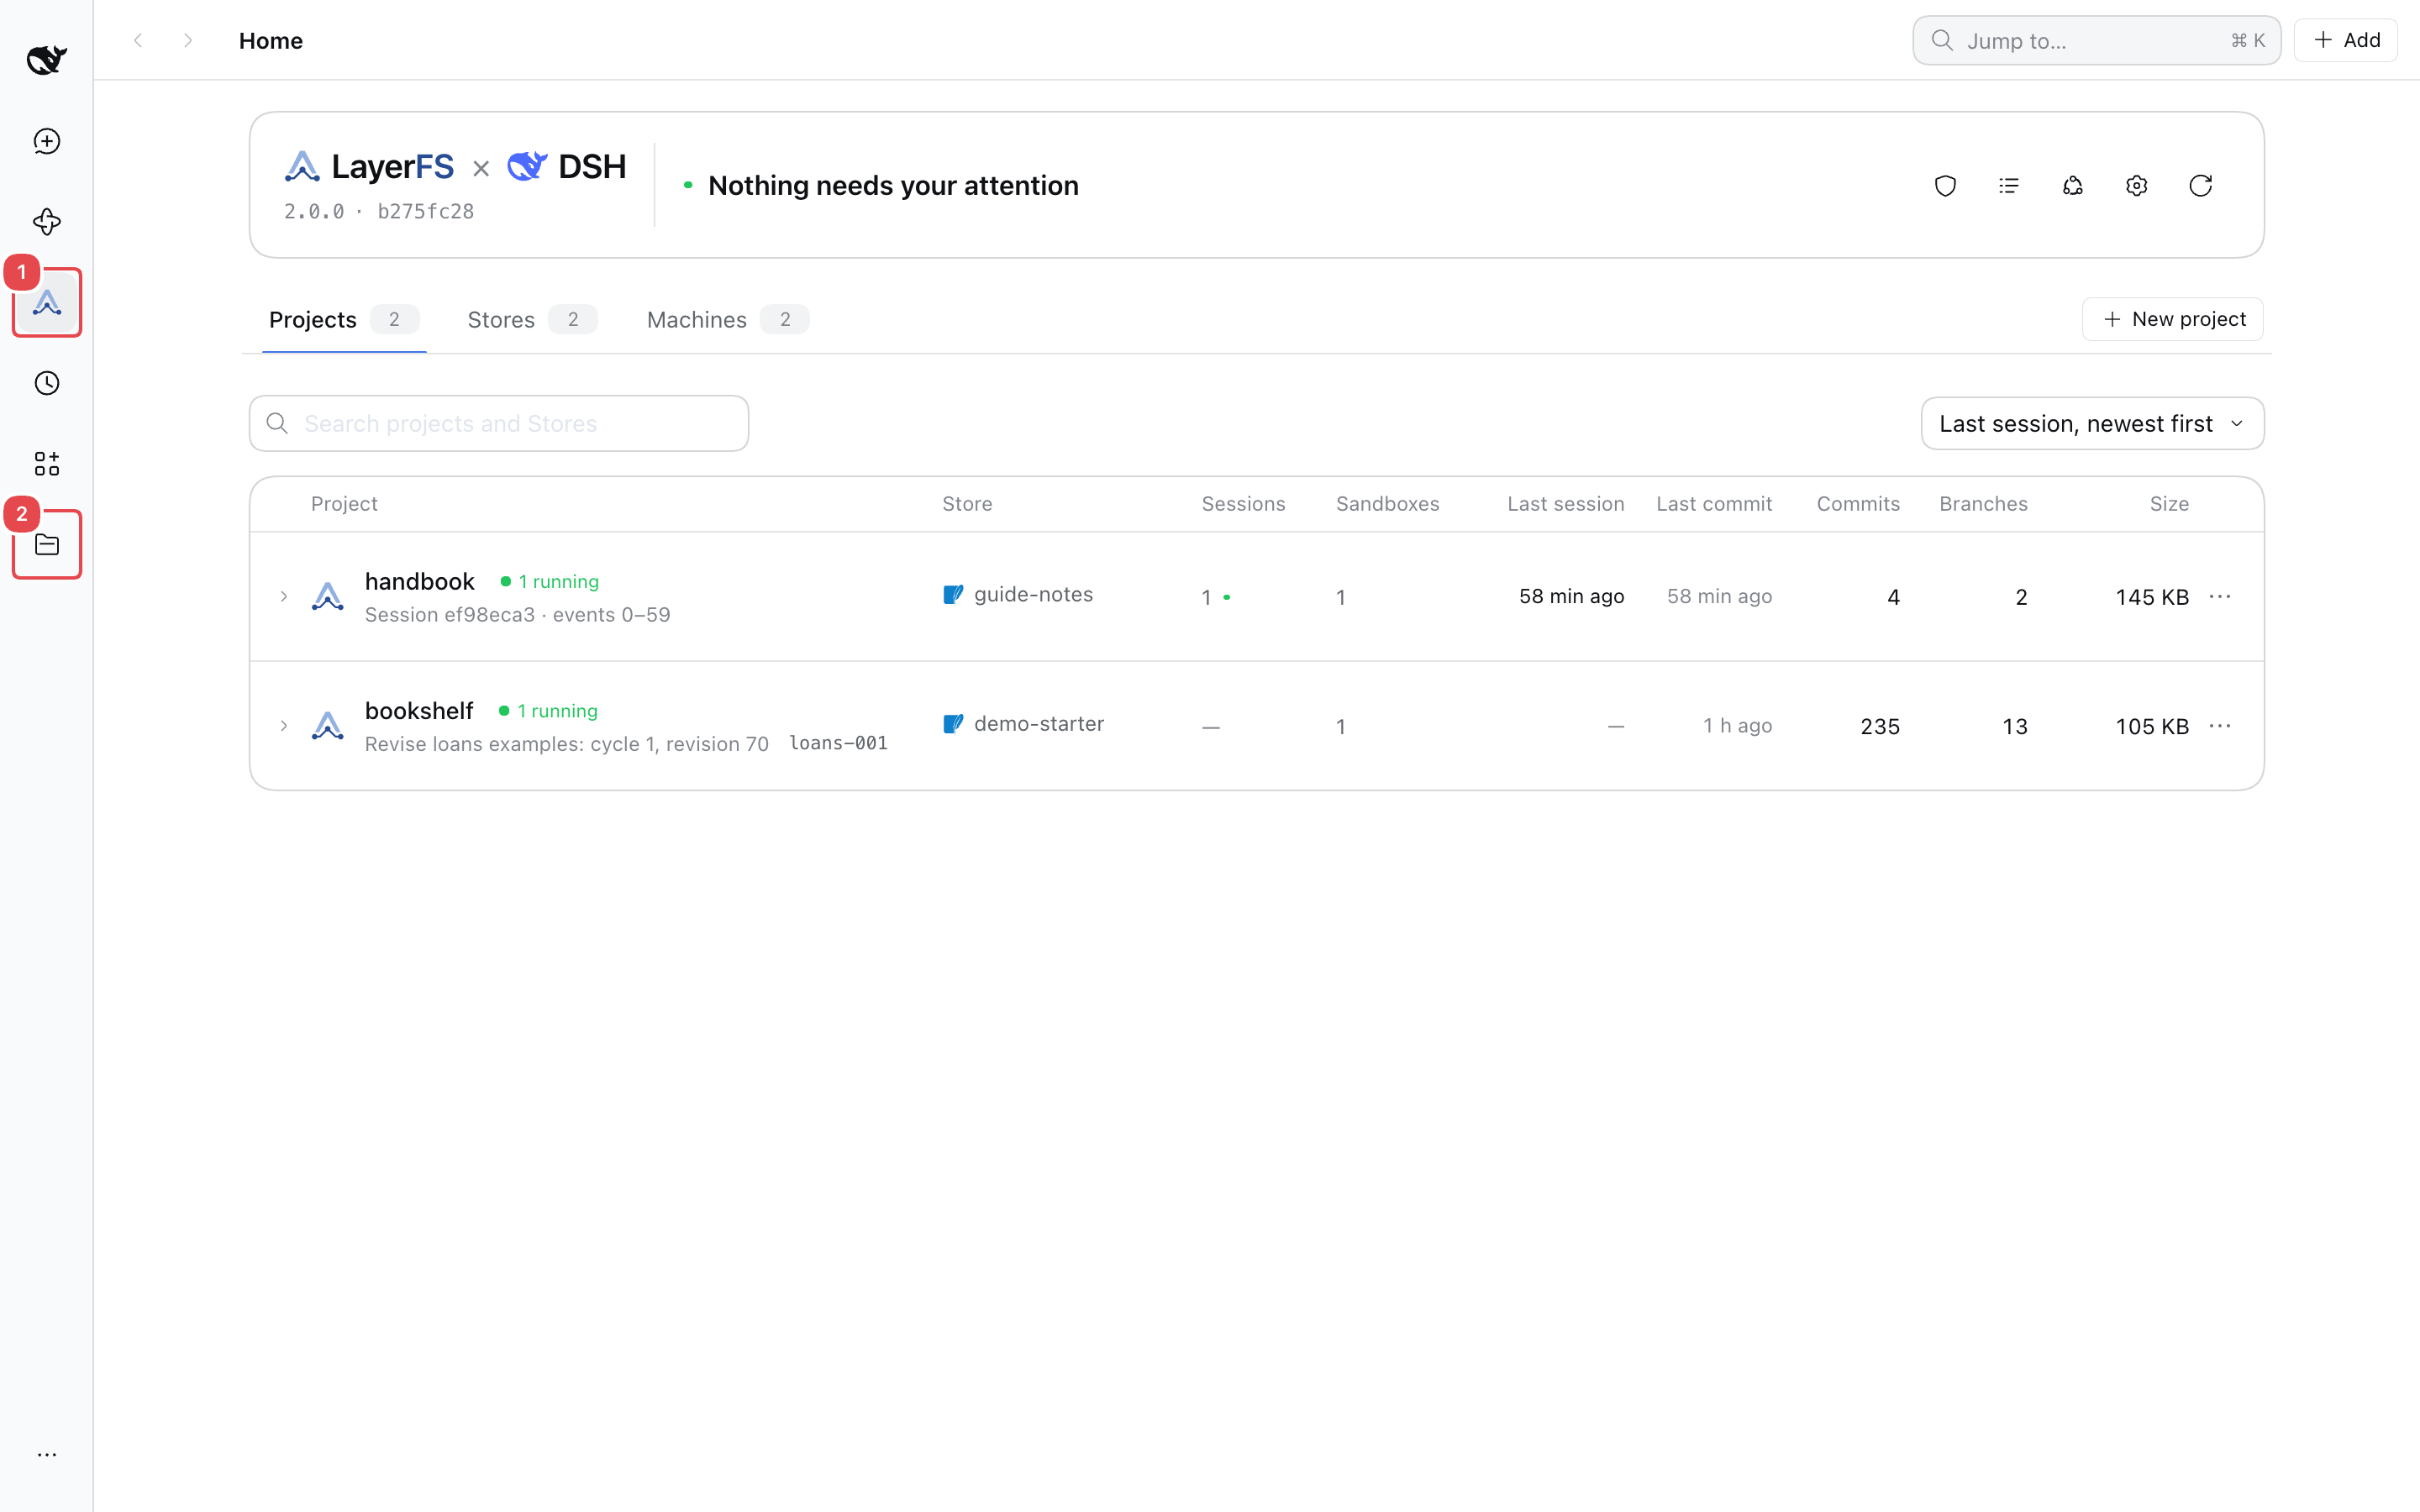 Home
Jump to...
⌘ K
+ Add
LayerFS × DSH
2.0.0 · b275fc28
Nothing needs your attention
1
Projects 2
Stores 2
Machines 2
+ New project
Search projects and Stores
Last session, newest first
2
Project Store Sessions Sandboxes Last session Last commit Commits Branches Size
handbook 1 running
Session ef98eca3 · events 0–59
guide-notes 1 1 58 min ago 58 min ago 4 2 145 KB ···
bookshelf 1 running
Revise loans examples: cycle 1, revision 70 loans-001
demo-starter — 1 — 1 h ago 235 13 105 KB ···